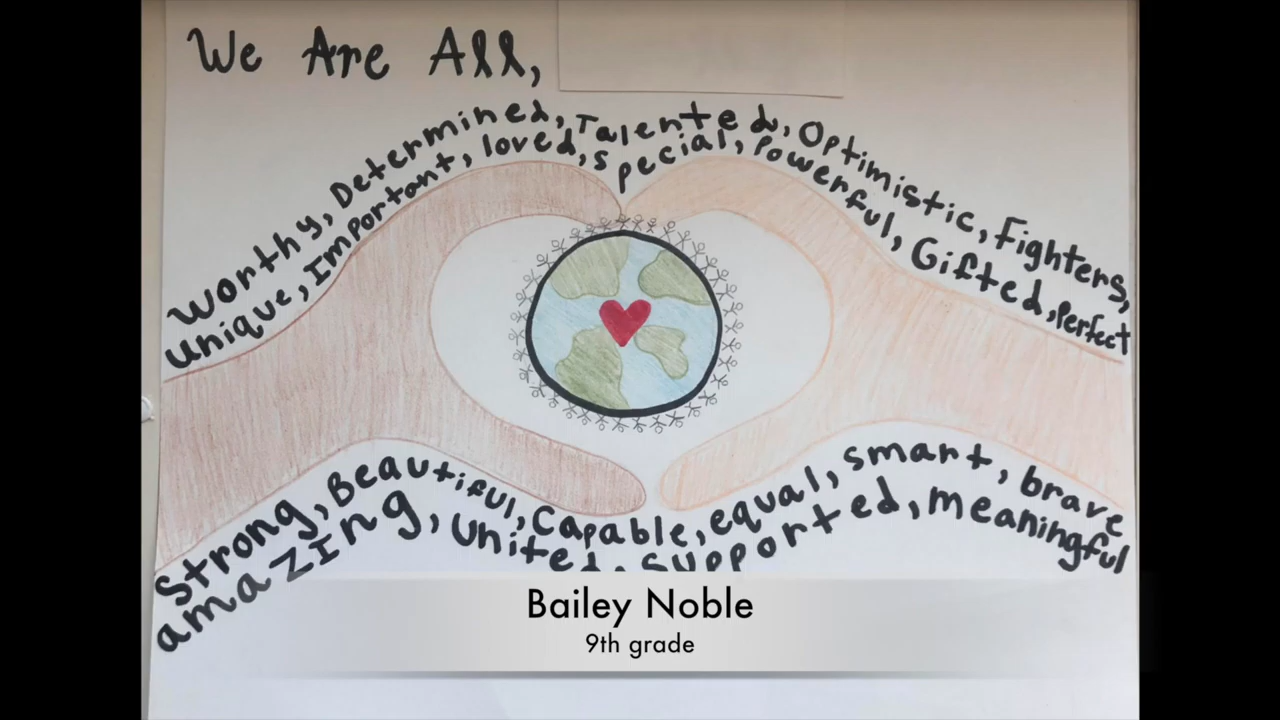 We Are All,
Worthy, Determined, Talented, Optimistic, Fighters,
Unique, Important, loved, special, Powerful, Gifted, Perfect
Strong, Beautiful, Capable, equal, smart, brave
amazing, United, Supported, meaningful
Bailey Noble
9th grade